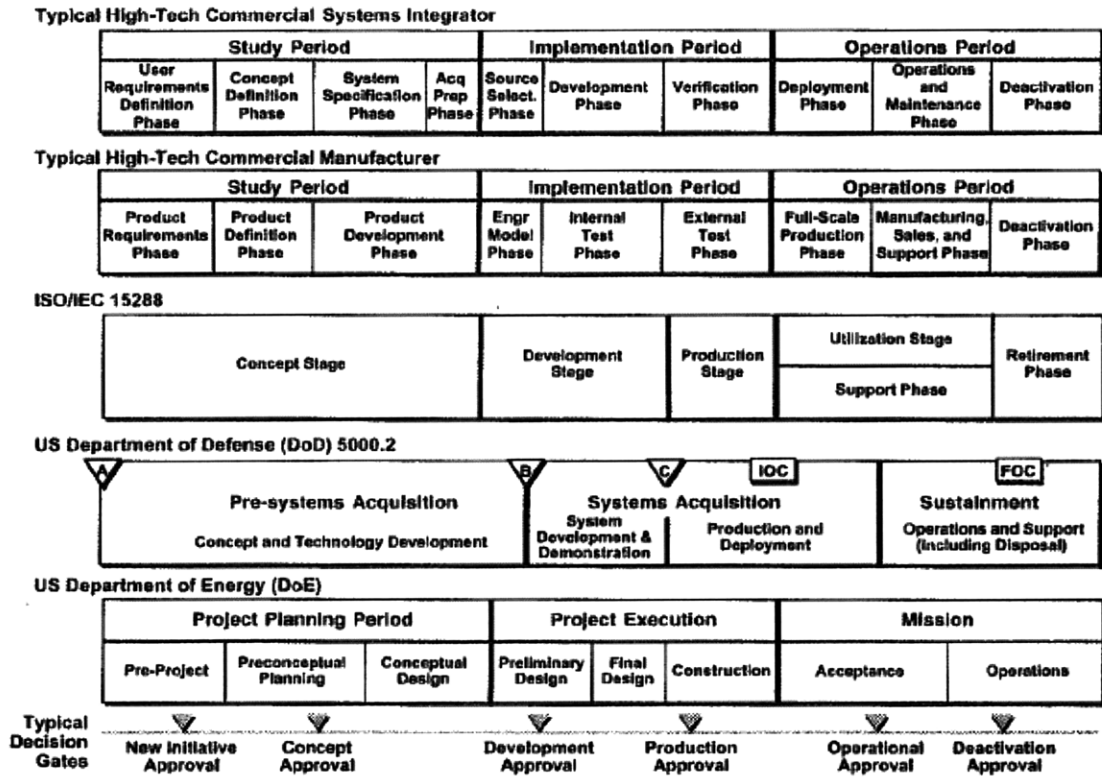 Typical High-Tech Commercial Systems Integrator
Study Period
Implementation Period
Operations Period
User
Requirements
Definition
Phase
Concept
Definition
Phase
System
Specification
Phase
Acq
Prep
Phase
Source
Select.
Phase
Development
Phase
Verification
Phase
Deployment
Phase
Operations
and
Maintenance
Phase
Deactivation
Phase
Typical High-Tech Commercial Manufacturer
Study Period
Implementation Period
Operations Period
Product
Requirements
Phase
Product
Definition
Phase
Product
Development
Phase
Engr
Model
Phase
Internal
Test
Phase
External
Test
Phase
Full-Scale
Production
Phase
Manufacturing,
Sales, and
Support Phase
Deactivation
Phase
ISO/IEC 15288
Concept Stage
Development
Stage
Production
Stage
Utilization Stage
Support Phase
Retirement
Phase
US Department of Defense (DoD) 5000.2
A
B
C
IOC
FOC
Pre-systems Acquisition
Concept and Technology Development
Systems Acquisition
System
Development &
Demonstration
Production and
Deployment
Sustainment
Operations and Support
(including Disposal)
US Department of Energy (DoE)
Project Planning Period
Project Execution
Mission
Pre-Project
Preconceptual
Planning
Conceptual
Design
Preliminary
Design
Final
Design
Construction
Acceptance
Operations
Typical
Decision
Gates
New Initiative
Approval
Concept
Approval
Development
Approval
Production
Approval
Operational
Approval
Deactivation
Approval